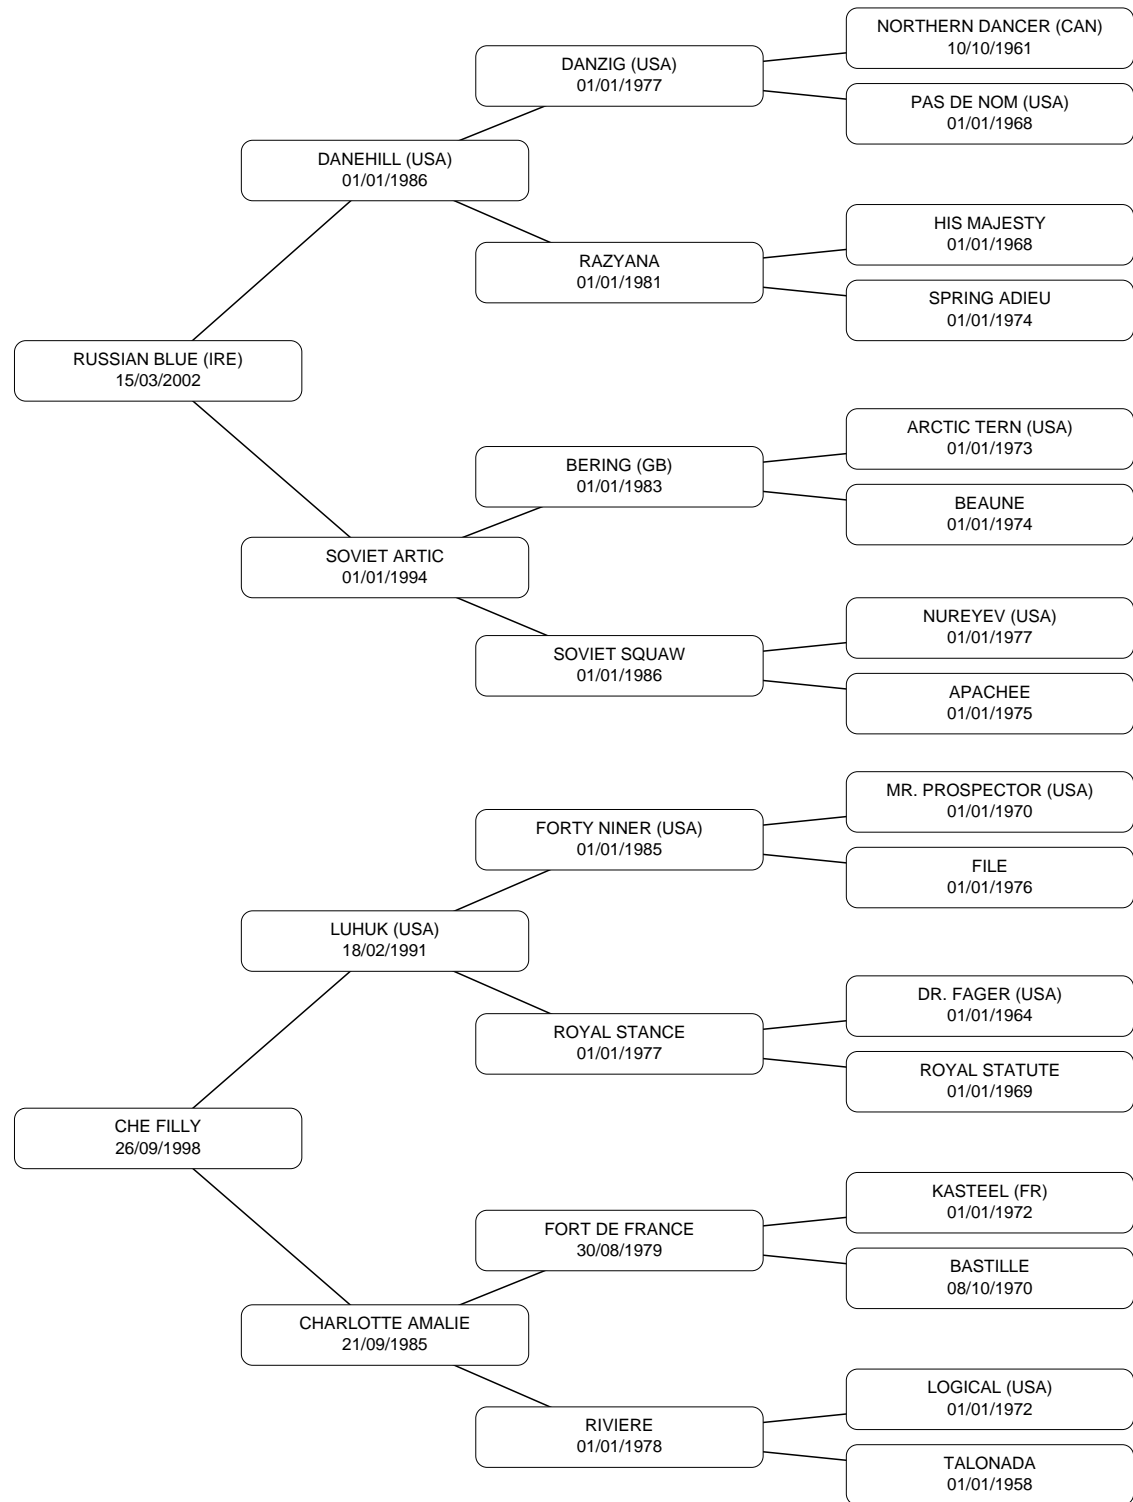 NORTHERN DANCER (CAN)
10/10/1961
DANZIG (USA)
01/01/1977
PAS DE NOM (USA)
01/01/1968
DANEHILL (USA)
01/01/1986
HIS MAJESTY
01/01/1968
RAZYANA
01/01/1981
SPRING ADIEU
01/01/1974
RUSSIAN BLUE (IRE)
15/03/2002
ARCTIC TERN (USA)
01/01/1973
BERING (GB)
01/01/1983
BEAUNE
01/01/1974
SOVIET ARTIC
01/01/1994
NUREYEV (USA)
01/01/1977
SOVIET SQUAW
01/01/1986
APACHEE
01/01/1975
MR. PROSPECTOR (USA)
01/01/1970
FORTY NINER (USA)
01/01/1985
FILE
01/01/1976
LUHUK (USA)
18/02/1991
DR. FAGER (USA)
01/01/1964
ROYAL STANCE
01/01/1977
ROYAL STATUTE
01/01/1969
CHE FILLY
26/09/1998
KASTEEL (FR)
01/01/1972
FORT DE FRANCE
30/08/1979
BASTILLE
08/10/1970
CHARLOTTE AMALIE
21/09/1985
LOGICAL (USA)
01/01/1972
RIVIERE
01/01/1978
TALONADA
01/01/1958